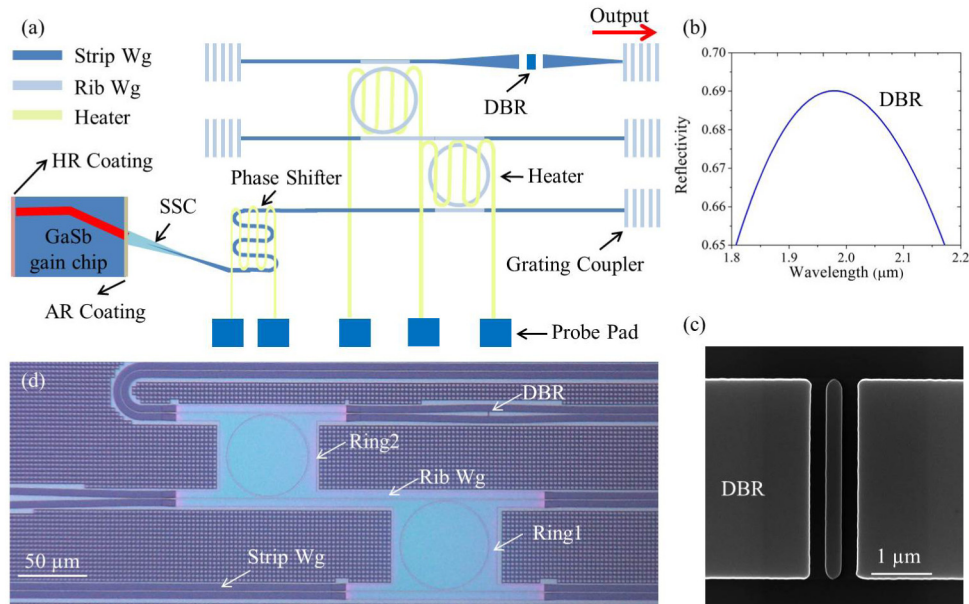 (a)
Strip Wg
Rib Wg
Heater
Output
DBR
HR Coating
SSC
Phase Shifter
Heater
GaSb
gain chip
Grating Coupler
AR Coating
Probe Pad
(b)
0.70
0.69
0.68
0.67
0.66
0.65
Reflectivity
DBR
1.8
1.9
2.0
2.1
2.2
Wavelength (μm)
(c)
DBR
1 μm
(d)
DBR
Ring2
Rib Wg
Ring1
Strip Wg
50 μm